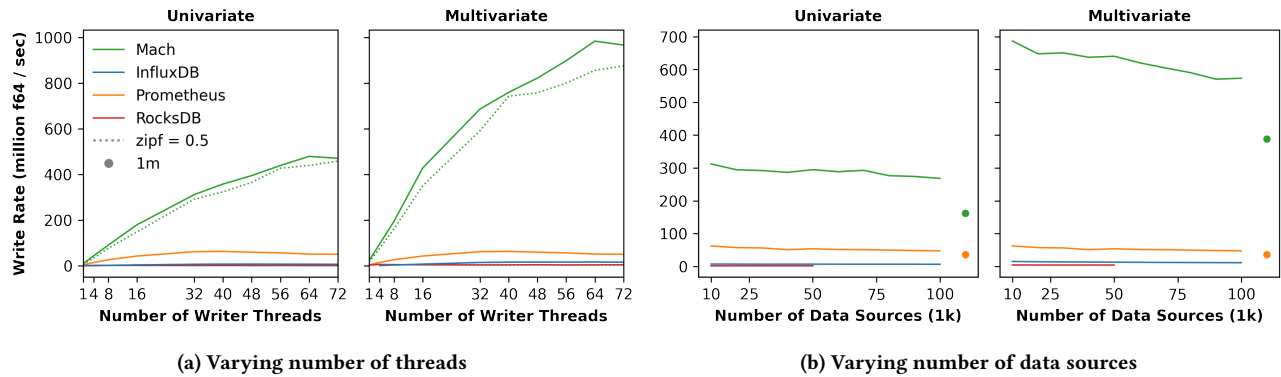 Univariate
Multivariate
Univariate
Multivariate
Write Rate (million f64 / sec)
1000
800
600
400
200
0
Mach
InfluxDB
Prometheus
RocksDB
zipf = 0.5
1m
1 4 8 16 32 40 48 56 64 72
1 4 8 16 32 40 48 56 64 72
Number of Writer Threads
Number of Writer Threads
700
600
500
400
300
200
100
0
10 25 50 75 100
10 25 50 75 100
Number of Data Sources (1k)
Number of Data Sources (1k)
(a) Varying number of threads
(b) Varying number of data sources